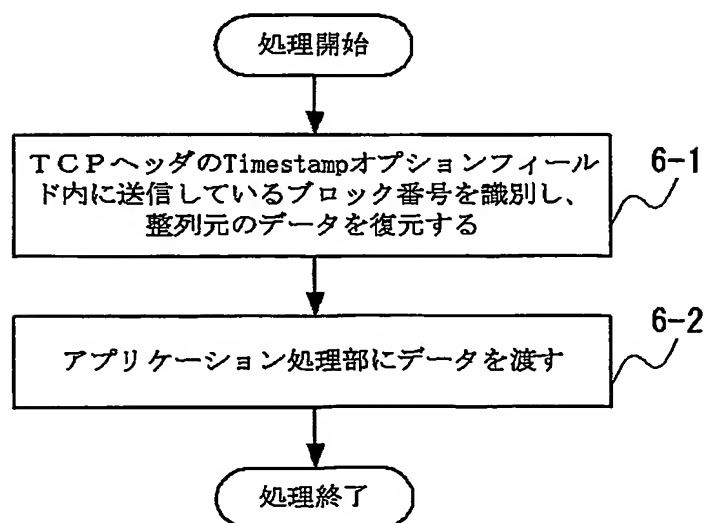 処理開始
ＴＣＰヘッダのTimestampオプションフィール
ド内に送信しているブロック番号を識別し、
整列元のデータを復元する
6-1
アプリケーション処理部にデータを渡す
6-2
処理終了